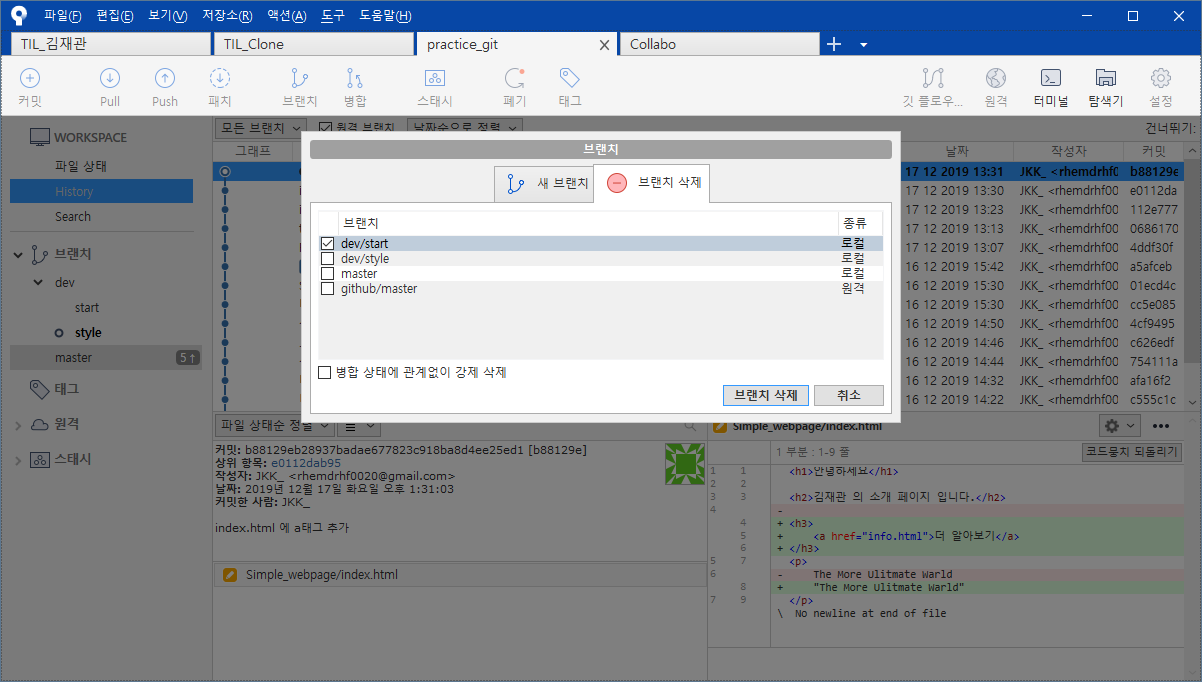 파일(F) 편집(E) 보기(V) 저장소(R) 액션(A) 도구 도움말(H)
TIL_김재관 TIL_Clone practice_git Collabo
커밋 Pull Push 패치 브랜치 병합 스태시 폐기 태그 깃 플로우... 원격 터미널 탐색기 설정
WORKSPACE
파일 상태
History
Search
브랜치
dev
start
style
master 5↑
태그
원격
스태시
모든 브랜치 원격 브랜치 날짜순으로 정렬 건너뛰기:
그래프 날짜 작성자 커밋
17 12 2019 13:31 JKK_ <rhemdrhf00 b88129e
17 12 2019 13:30 JKK_ <rhemdrhf00 e0112da
17 12 2019 13:23 JKK_ <rhemdrhf00 112e777
17 12 2019 13:13 JKK_ <rhemdrhf00 0686170
17 12 2019 13:07 JKK_ <rhemdrhf00 4ddf30f
16 12 2019 15:42 JKK_ <rhemdrhf00 a5afceb
16 12 2019 15:30 JKK_ <rhemdrhf00 01ecd4c
16 12 2019 15:30 JKK_ <rhemdrhf00 cc5e085
16 12 2019 14:50 JKK_ <rhemdrhf00 4cf9495
16 12 2019 14:46 JKK_ <rhemdrhf00 c626edf
16 12 2019 14:44 JKK_ <rhemdrhf00 754111a
16 12 2019 14:32 JKK_ <rhemdrhf00 afa16f2
16 12 2019 14:22 JKK_ <rhemdrhf00 c555c1c
브랜치
새 브랜치 브랜치 삭제
브랜치 종류
dev/start 로컬
dev/style 로컬
master 로컬
github/master 원격
병합 상태에 관계없이 강제 삭제
브랜치 삭제 취소
파일 상태순 정렬
커밋: b88129eb28937badae677823c918ba8d4ee25ed1 [b88129e]
상위 항목: e0112dab95
작성자: JKK_ <rhemdrhf0020@gmail.com>
날짜: 2019년 12월 17일 화요일 오후 1:31:03
커밋한 사람: JKK_
index.html 에 a태그 추가
Simple_webpage/index.html
Simple_webpage/index.html
1 부분 : 1-9 줄 코드뭉치 되돌리기
1 1 <h1>안녕하세요</h1>
2 2
3 3 <h2>김재관 의 소개 페이지 입니다.</h2>
4 -
4 + <h3>
5 + <a href="info.html">더 알아보기</a>
6 + </h3>
5 7 <p>
6 - The More Ulitmate Warld
8 + "The More Ulitmate Warld"
7 9 </p>
\ No newline at end of file